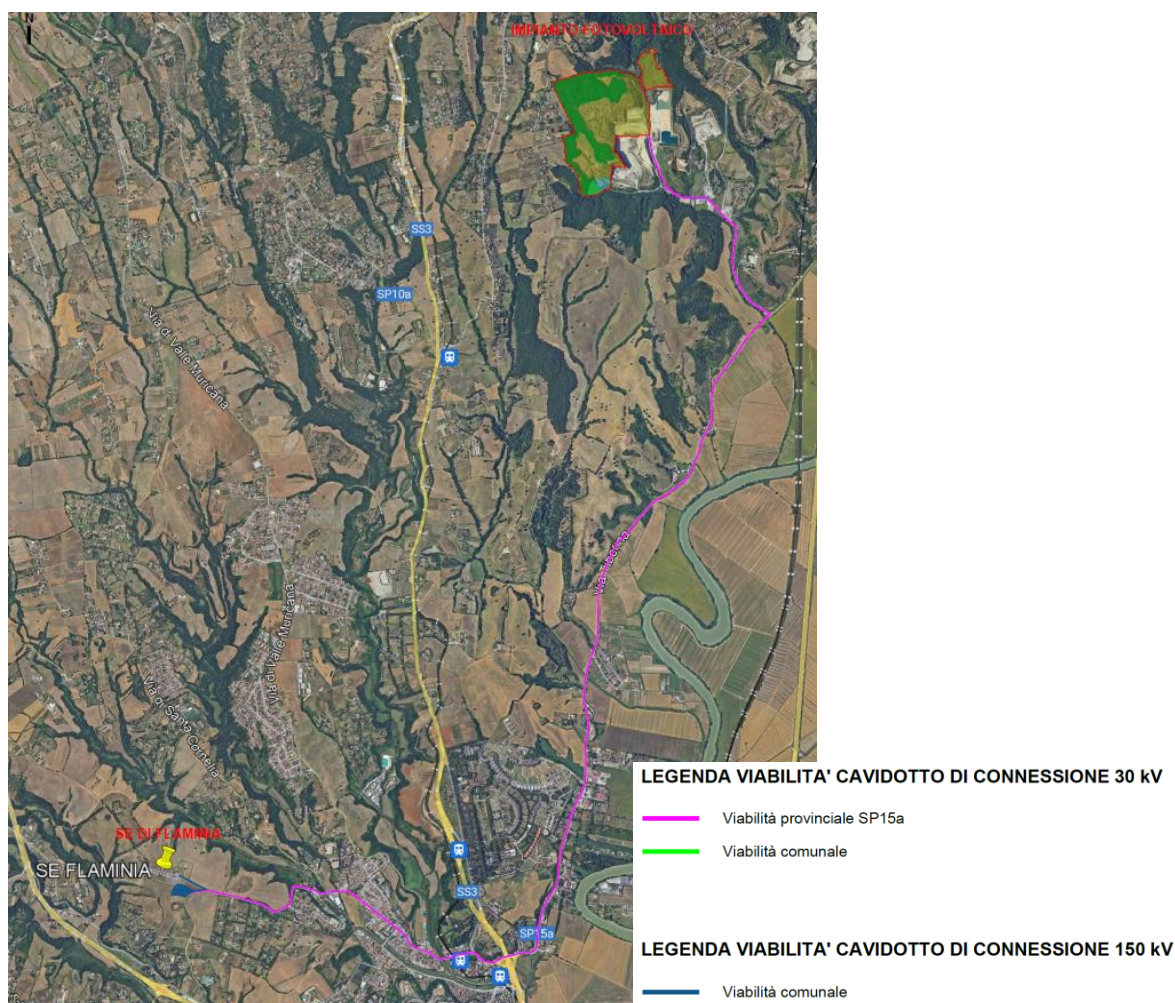 N
IMPIANTO FOTOVOLTAICO
SS3
SP10a
Via di Valle Muricana
Via Tiberina
Via di Valle Muricana
Via di Santa Cornelia
SE DI FLAMINIA
SE FLAMINIA
SS3
SP15a
LEGENDA VIABILITA' CAVIDOTTO DI CONNESSIONE 30 kV
Viabilità provinciale SP15a
Viabilità comunale
LEGENDA VIABILITA' CAVIDOTTO DI CONNESSIONE 150 kV
Viabilità comunale